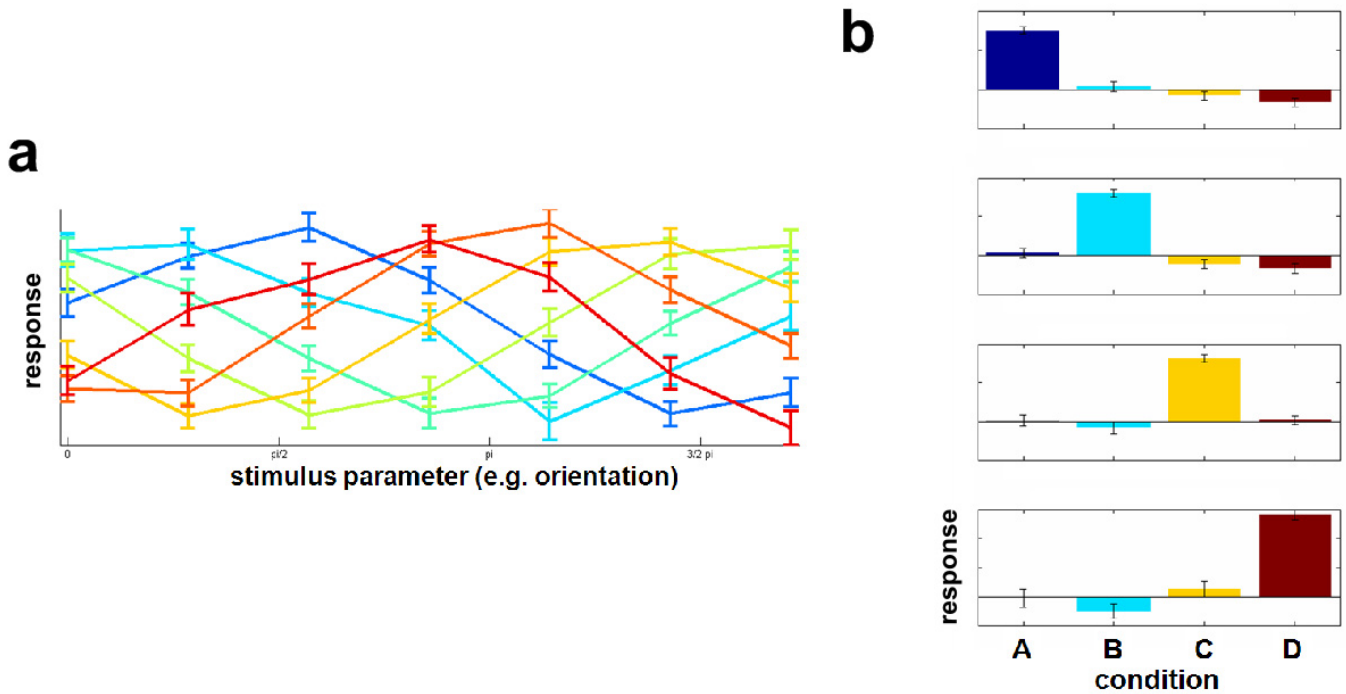 a
response
0 pi/2 pi 3/2 pi
stimulus parameter (e.g. orientation)
b
response
A B C D
condition